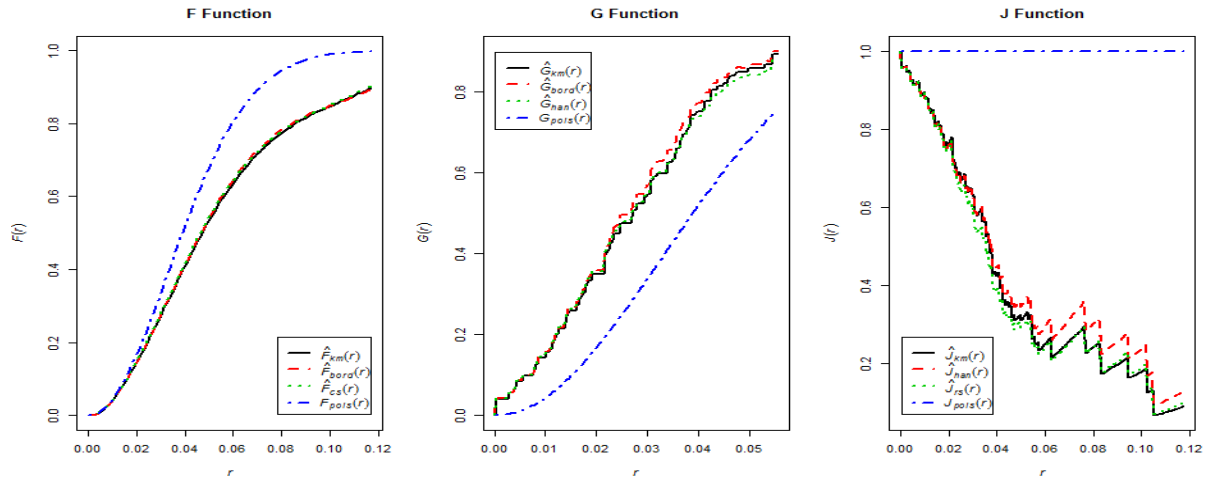 F Function
F(r)
0.0
0.2
0.4
0.6
0.8
1.0
0.00 0.02 0.04 0.06 0.08 0.10 0.12
r
F̂km(r)
F̂bord(r)
F̂cs(r)
Fpois(r)
G Function
G(r)
0.0
0.2
0.4
0.6
0.8
0.00 0.01 0.02 0.03 0.04 0.05
r
Ĝkm(r)
Ĝbord(r)
Ĝhan(r)
Gpois(r)
J Function
J(r)
0.2
0.4
0.6
0.8
1.0
0.00 0.02 0.04 0.06 0.08 0.10 0.12
r
Ĵkm(r)
Ĵhan(r)
Ĵrs(r)
Jpois(r)